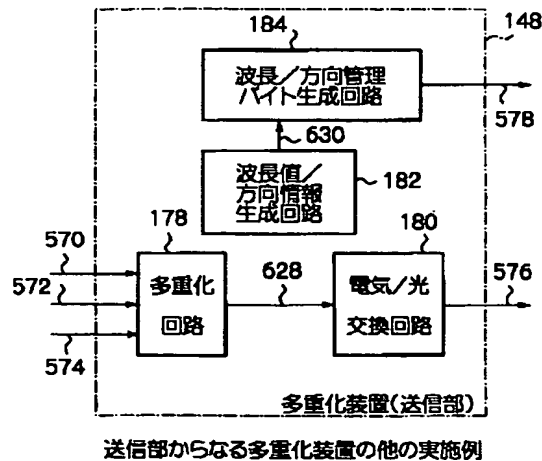 184
148
波長／方向管理
バイト生成回路
578
630
波長値／
方向情報
生成回路
182
178
180
570
572
574
多重化
回路
628
電気／光
交換回路
576
多重化装置(送信部)
送信部からなる多重化装置の他の実施例